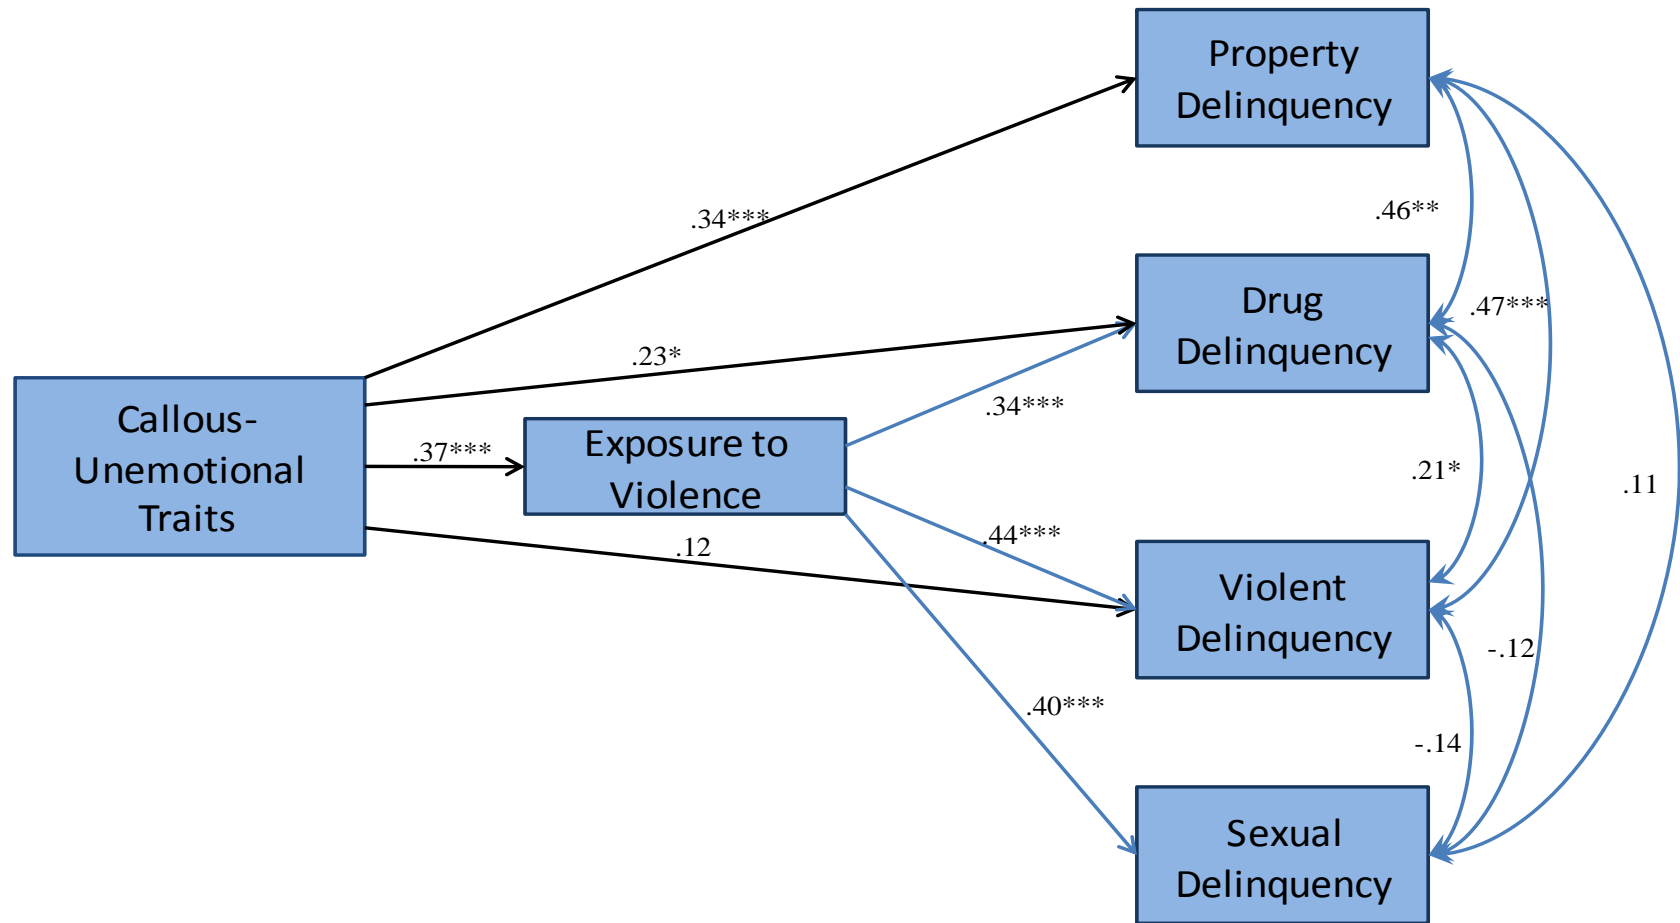 Property
Delinquency
.34***
.46**
Drug
Delinquency
.47***
.23*
.34***
Callous-
Unemotional
Traits
.37***
Exposure to
Violence
.21*
.11
.44***
.12
Violent
Delinquency
-.12
.40***
-.14
Sexual
Delinquency